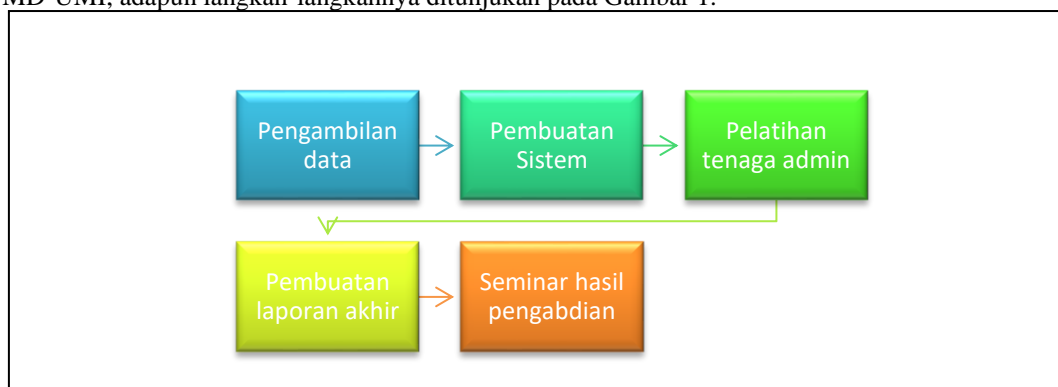 MD-UMI, adapun langkah-langkahnya ditunjukan pada Gambar 1.
Pengambilan
data
Pembuatan
Sistem
Pelatihan
tenaga admin
Pembuatan
laporan akhir
Seminar hasil
pengabdian